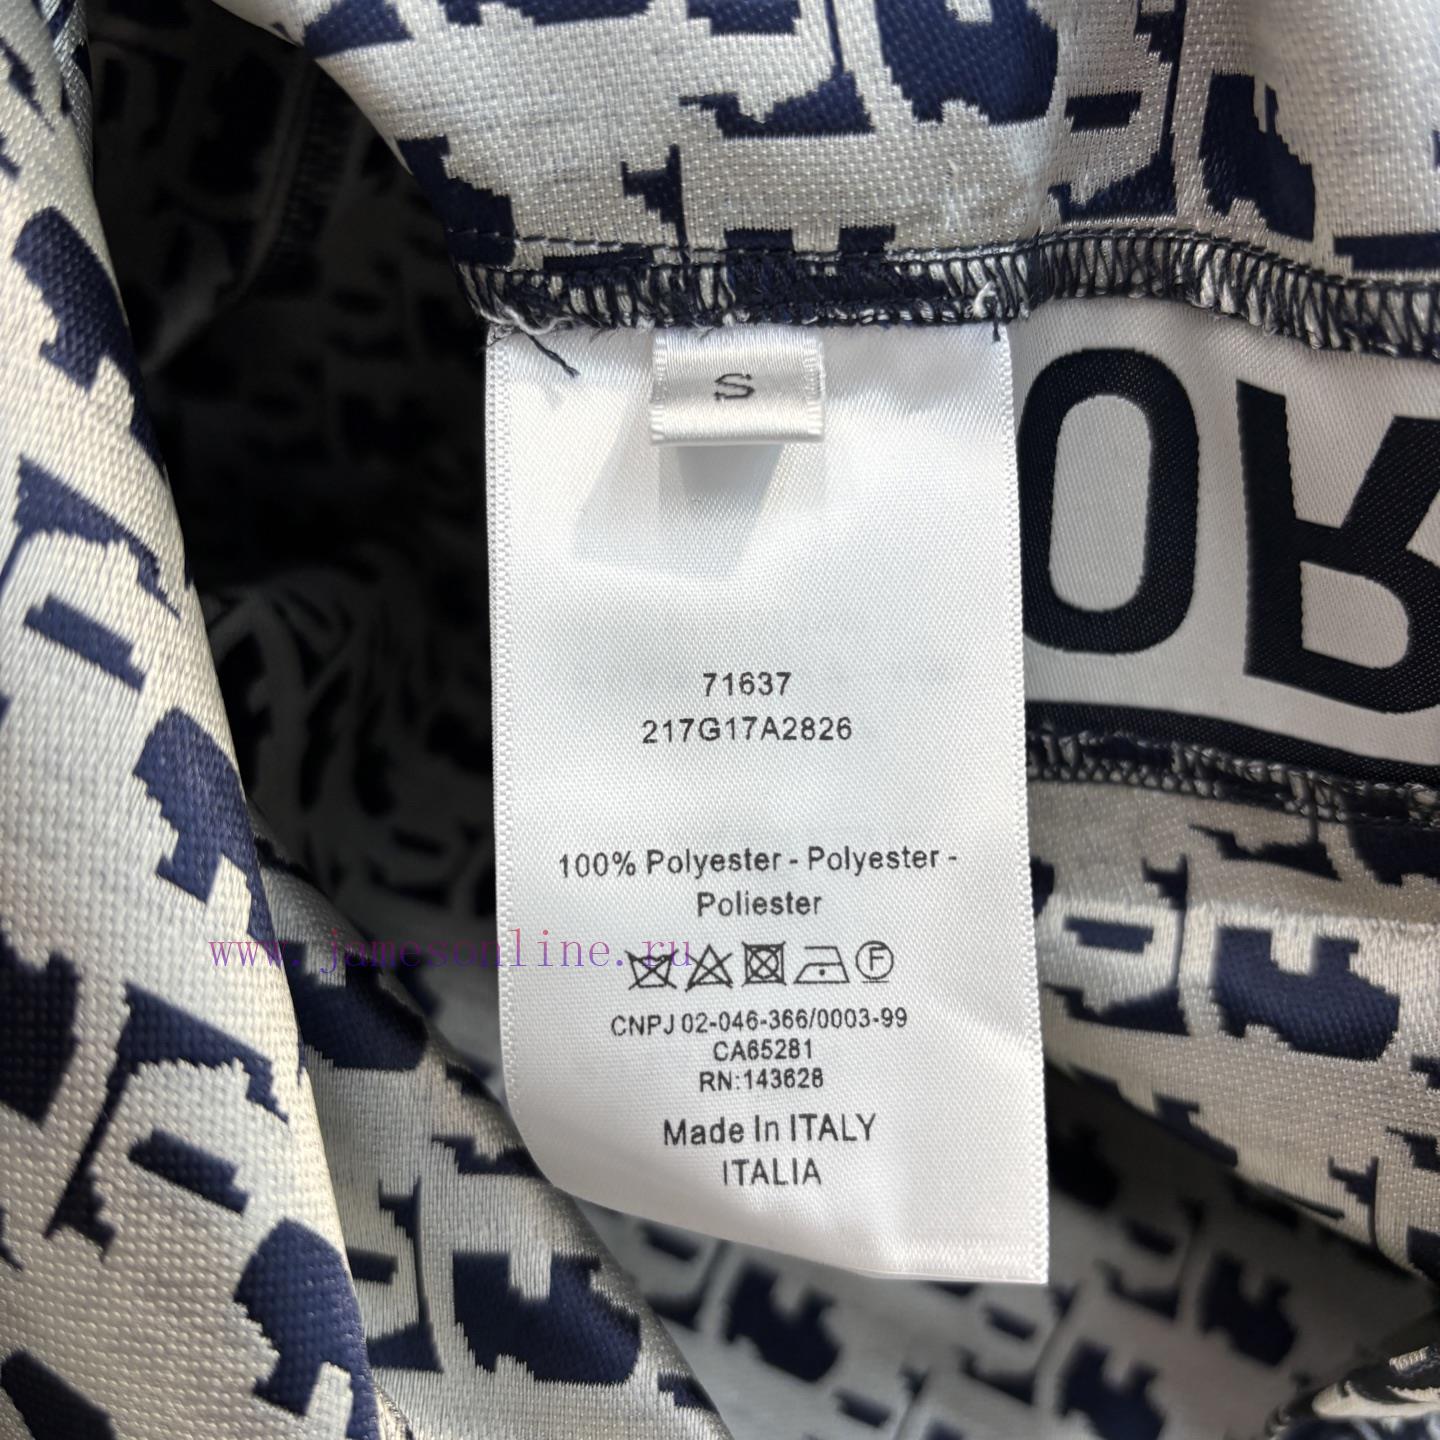 S
OR
71637
217G17A2826
100% Polyester - Polyester -
Poliester
www.jamesonline.ru
F
CNPJ 02-046-366/0003-99
CA65281
RN:143628
Made In ITALY
ITALIA